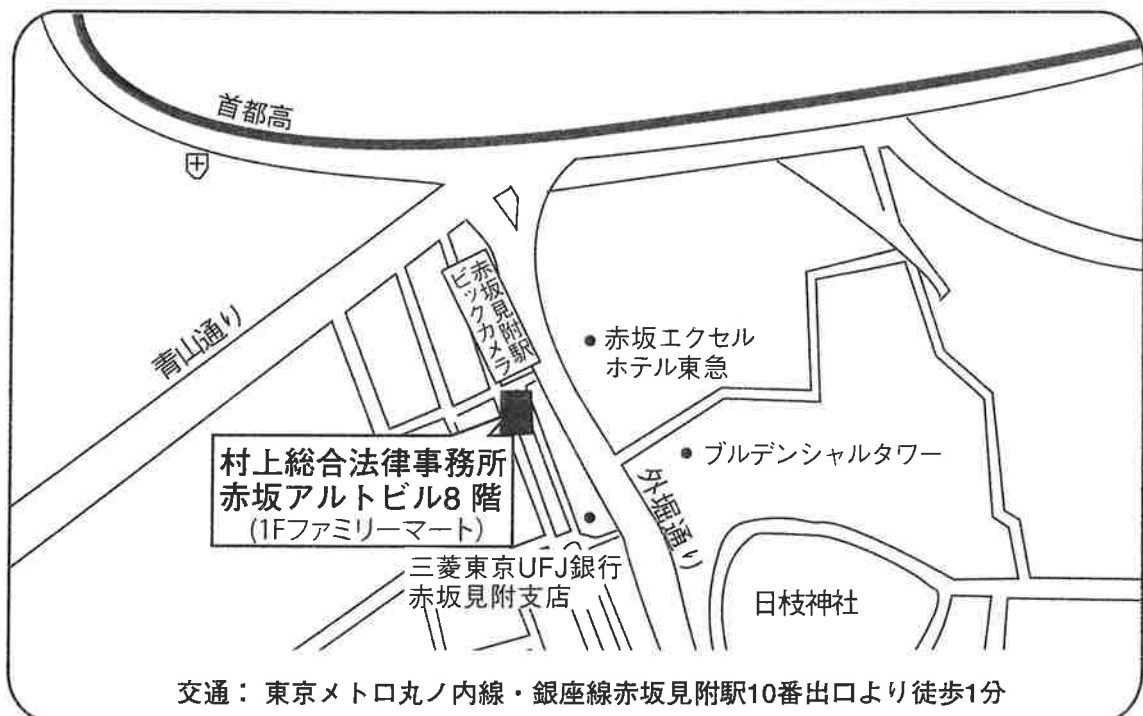 首都高
青山通り
赤坂見附駅
ビックカメラ
赤坂エクセル
ホテル東急
ブルデンシャルタワー
村上総合法律事務所
赤坂アルトビル8階
(1Fファミリーマート)
外堀通り
三菱東京UFJ銀行
赤坂見附支店
日枝神社
交通：東京メトロ丸ノ内線・銀座線赤坂見附駅10番出口より徒歩1分